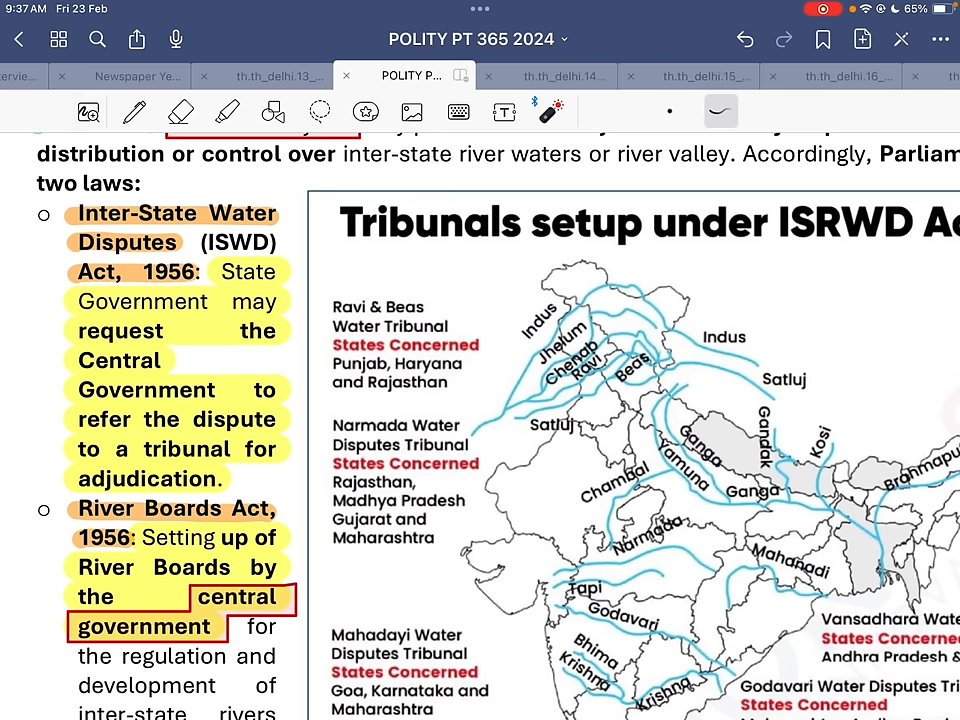 9:37 AM Fri 23 Feb
65%
POLITY PT 365 2024
Newspaper Ye...
th.th_delhi.13_...
POLITY P...
th.th_delhi.14...
th.th_delhi.15_...
th.th_delhi.16_...
distribution or control over inter-state river waters or river valley. Accordingly, Parliam
two laws:
Inter-State Water
Disputes (ISWD)
Act, 1956: State
Government may
request the
Central
Government to
refer the dispute
to a tribunal for
adjudication.
River Boards Act,
1956: Setting up of
River Boards by
the central
government for
the regulation and
development of
inter-state rivers
Tribunals setup under ISRWD Ac
Ravi & Beas
Water Tribunal
States Concerned
Punjab, Haryana
and Rajasthan
Narmada Water
Disputes Tribunal
States Concerned
Rajasthan,
Madhya Pradesh
Gujarat and
Maharashtra
Mahadayi Water
Disputes Tribunal
States Concerned
Goa, Karnataka and
Maharashtra
Indus
Jhelum
Chenab
Ravi
Beas
Indus
Satluj
Satluj
Ganga
Yamuna
Gandak
Kosi
Chambal
Ganga
Brahmapu
Narmada
Mahanadi
Tapi
Godavari
Bhima
Krishna
Krishna
Vansadhara Wate
States Concerne
Andhra Pradesh &
Godavari Water Disputes Tri
States Concerned